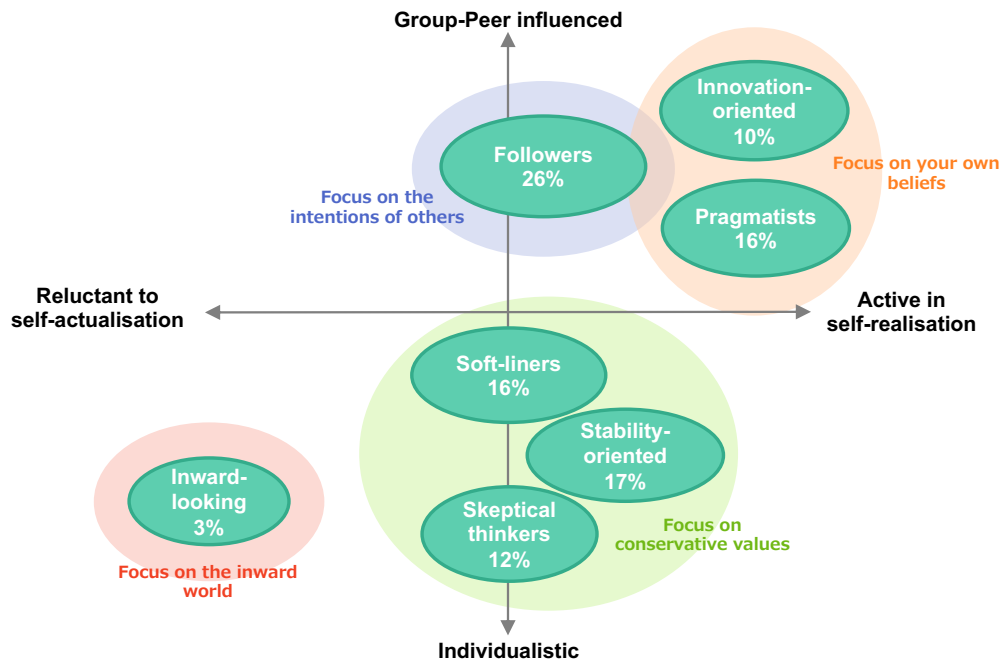 Group-Peer influenced
Innovation-
oriented
10%
Followers
26%
Focus on your own
beliefs
Focus on the
intentions of others
Pragmatists
16%
Reluctant to
self-actualisation
Active in
self-realisation
Soft-liners
16%
Stability-
oriented
17%
Inward-
looking
3%
Skeptical
thinkers
12%
Focus on
conservative values
Focus on the inward
world
Individualistic